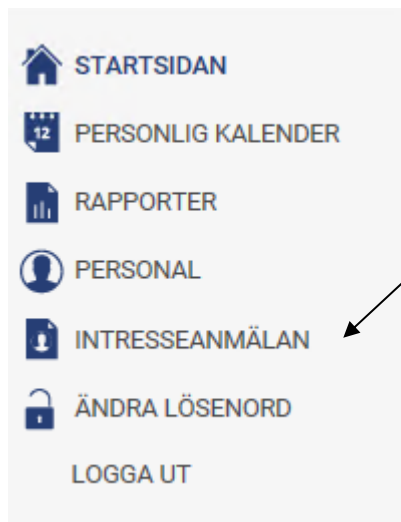 STARTSIDAN
12
PERSONLIG KALENDER
RAPPORTER
PERSONAL
INTRESSEANMÄLAN
ÄNDRA LÖSENORD
LOGGA UT